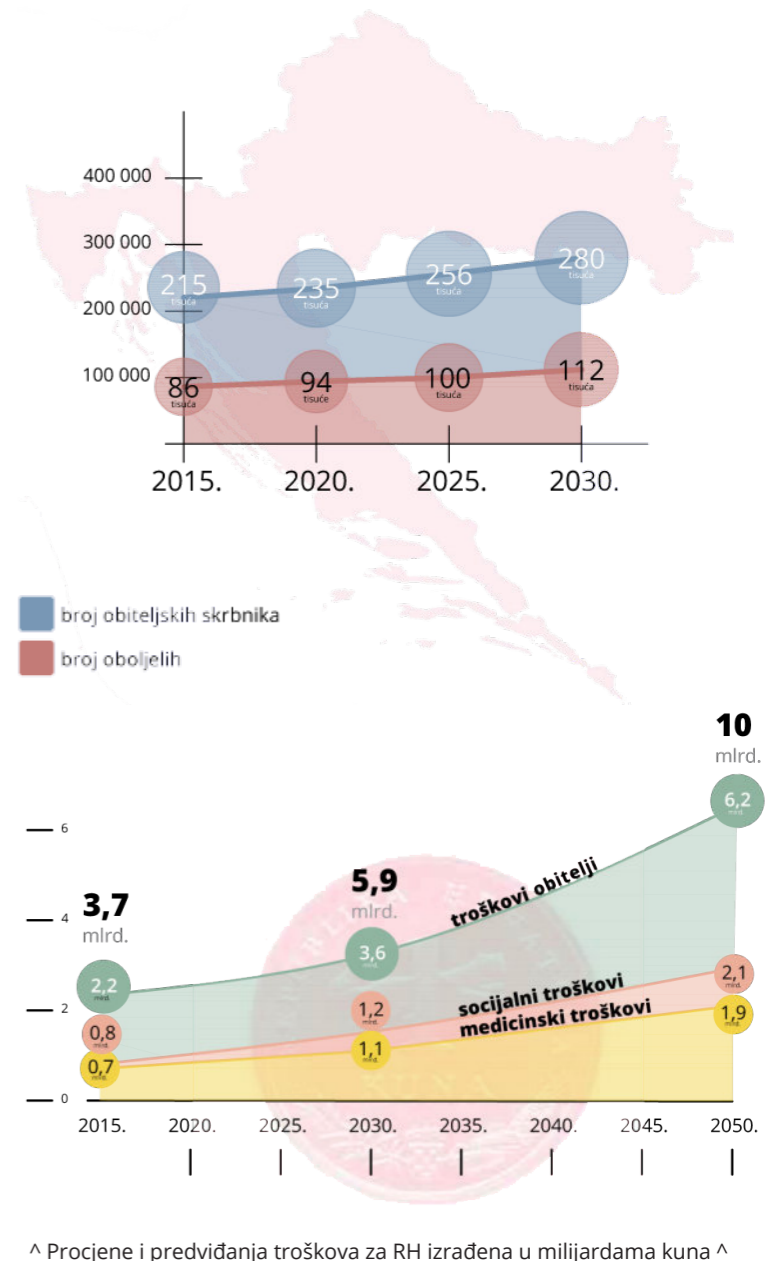 400 000
300 000
200 000
100 000
215
tisuća
235
tisuća
256
tisuća
280
tisuća
86
tisuća
94
tisuće
100
tisuća
112
tisuća
2015. 2020. 2025. 2030.
broj obiteljskih skrbnika
broj oboljelih
10
mlrd.
6,2
mlrd.
6
5,9
mlrd.
troškovi obitelji
3,7
mlrd.
4
3,6
mlrd.
2,2
mlrd.
2,1
mlrd.
socijalni troškovi
2
1,2
mlrd.
medicinski troškovi
1,9
mlrd.
0,8
mlrd.
1,1
mlrd.
0,7
mlrd.
0
2015. 2020. 2025. 2030. 2035. 2040. 2045. 2050.
^ Procjene i predviđanja troškova za RH izrađena u milijardama kuna ^